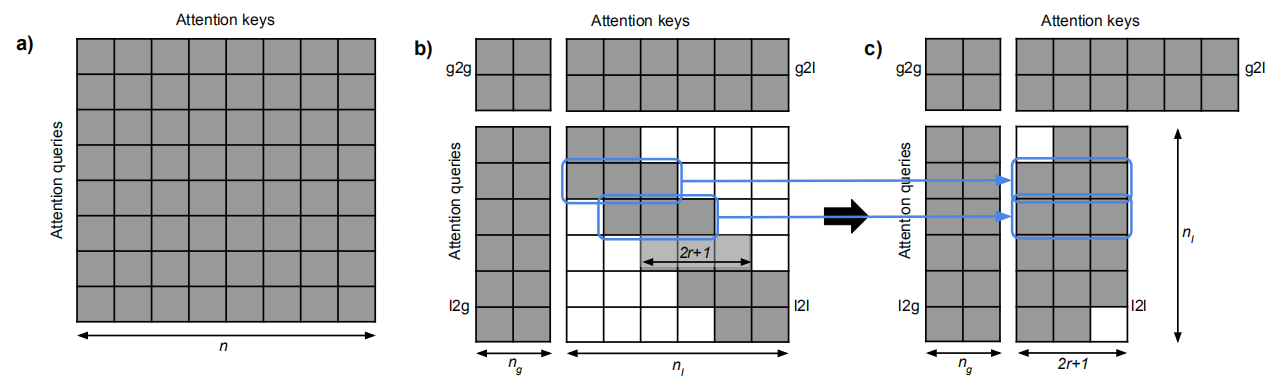 a)
Attention keys
Attention queries
n
b)
Attention keys
g2g
g2l
Attention queries
2r+1
l2g
l2l
n_g
n_l
c)
Attention keys
g2g
g2l
Attention queries
n_l
l2g
l2l
n_g
2r+1